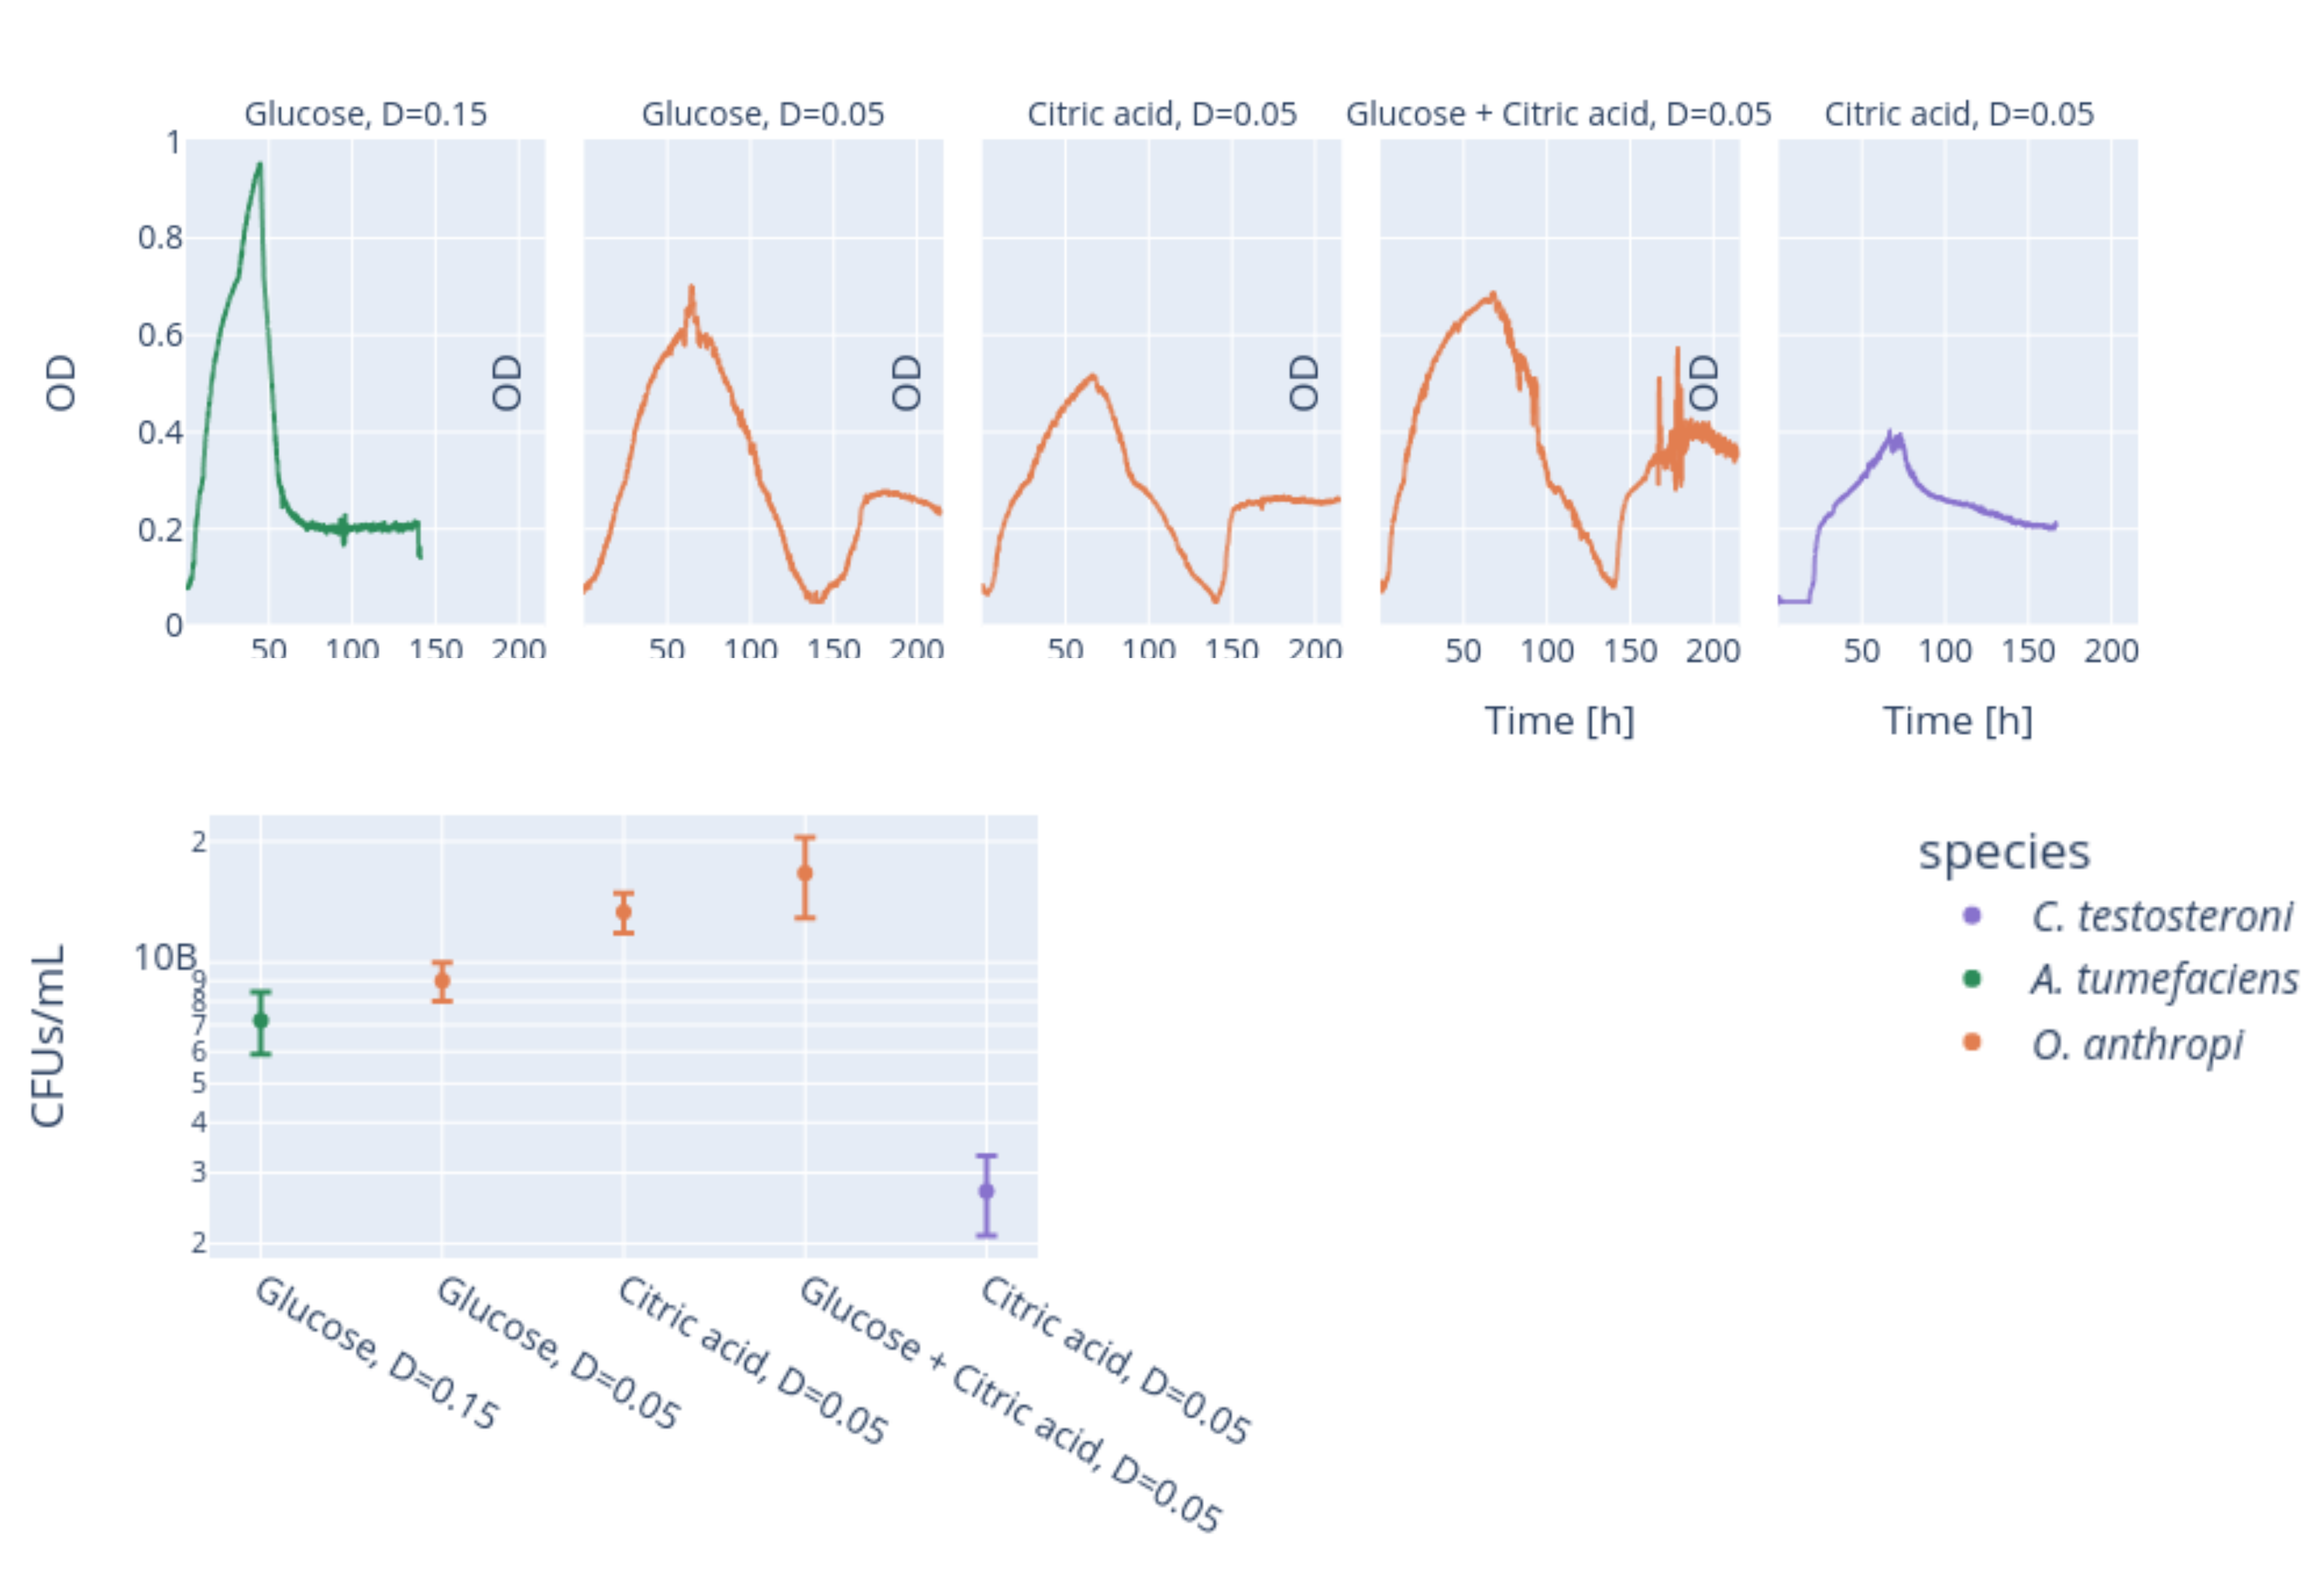 Glucose, D=0.15
Glucose, D=0.05
Citric acid, D=0.05
Glucose + Citric acid, D=0.05
Citric acid, D=0.05
1
0.8
0.6
0.4
0.2
0
OD
OD
OD
OD
OD
50 100 150 200
50 100 150 200
50 100 150 200
50 100 150 200
50 100 150 200
Time [h]
Time [h]
CFUs/mL
2
10B
9
8
7
6
5
4
3
2
Glucose, D=0.15
Glucose, D=0.05
Citric acid, D=0.05
Glucose + Citric acid, D=0.05
Citric acid, D=0.05
species
C. testosteroni
A. tumefaciens
O. anthropi